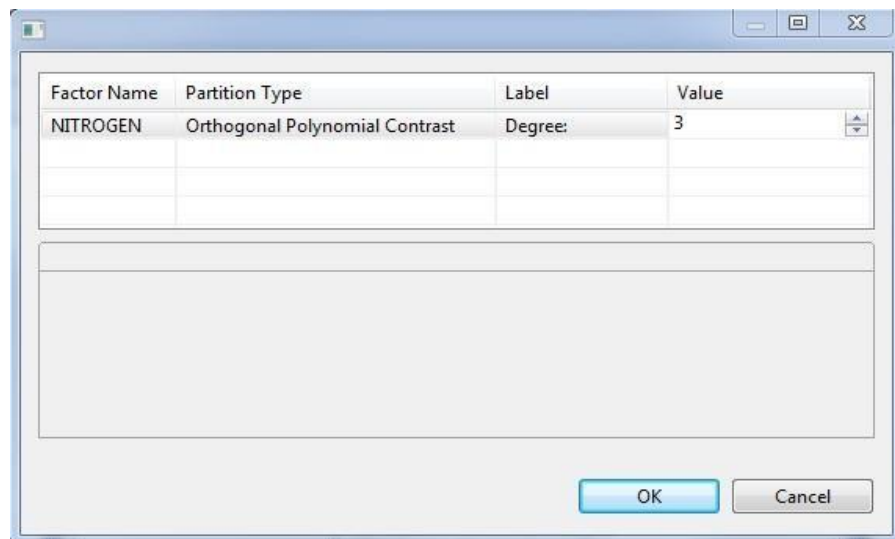 Factor Name Partition Type Label Value
NITROGEN Orthogonal Polynomial Contrast Degree: 3
OK Cancel